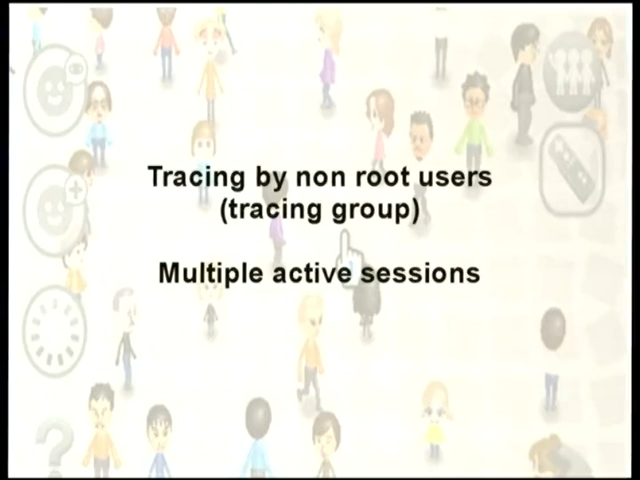 Tracing by non root users
(tracing group)
Multiple active sessions
?